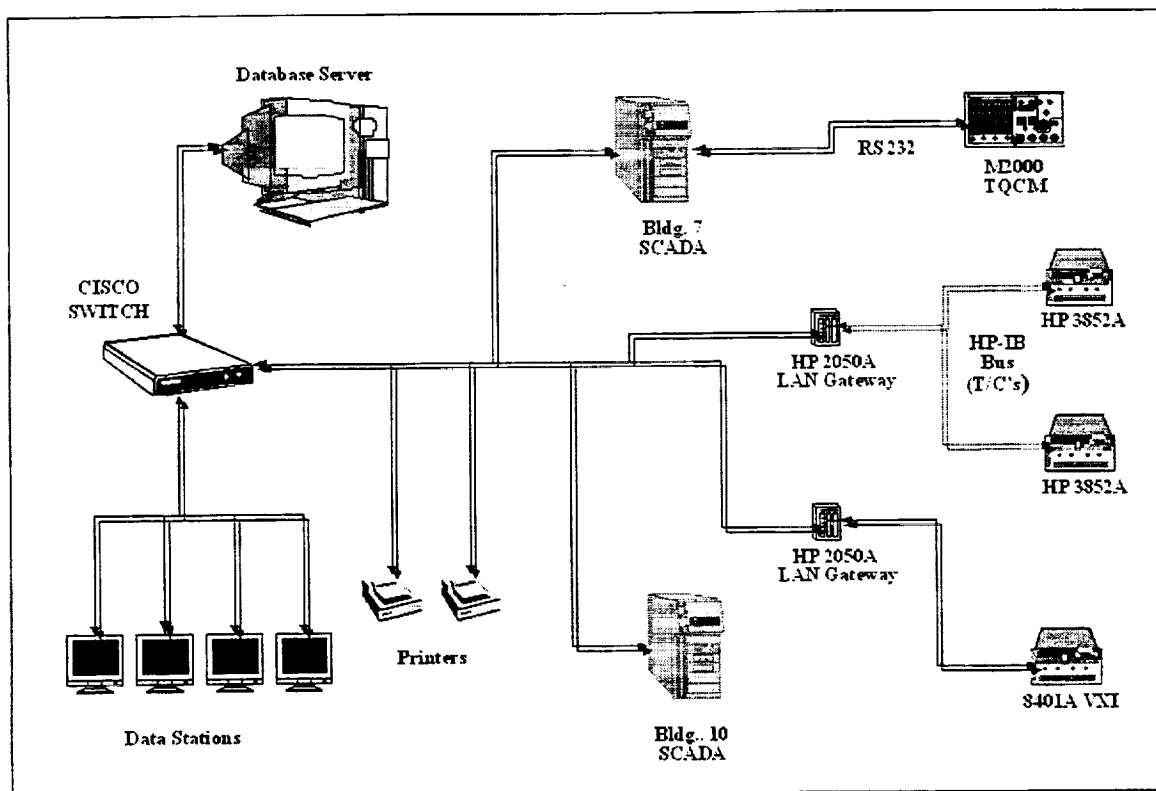 Database Server
RS232
M2000
TQCM
Bldg. 7
SCADA
CISCO
SWITCH
HP 3852A
HP 2050A
LAN Gateway
HP-IB
Bus
(T/C's)
HP 3852A
HP 2050A
LAN Gateway
Printers
8401A VXI
Data Stations
Bldg.. 10
SCADA